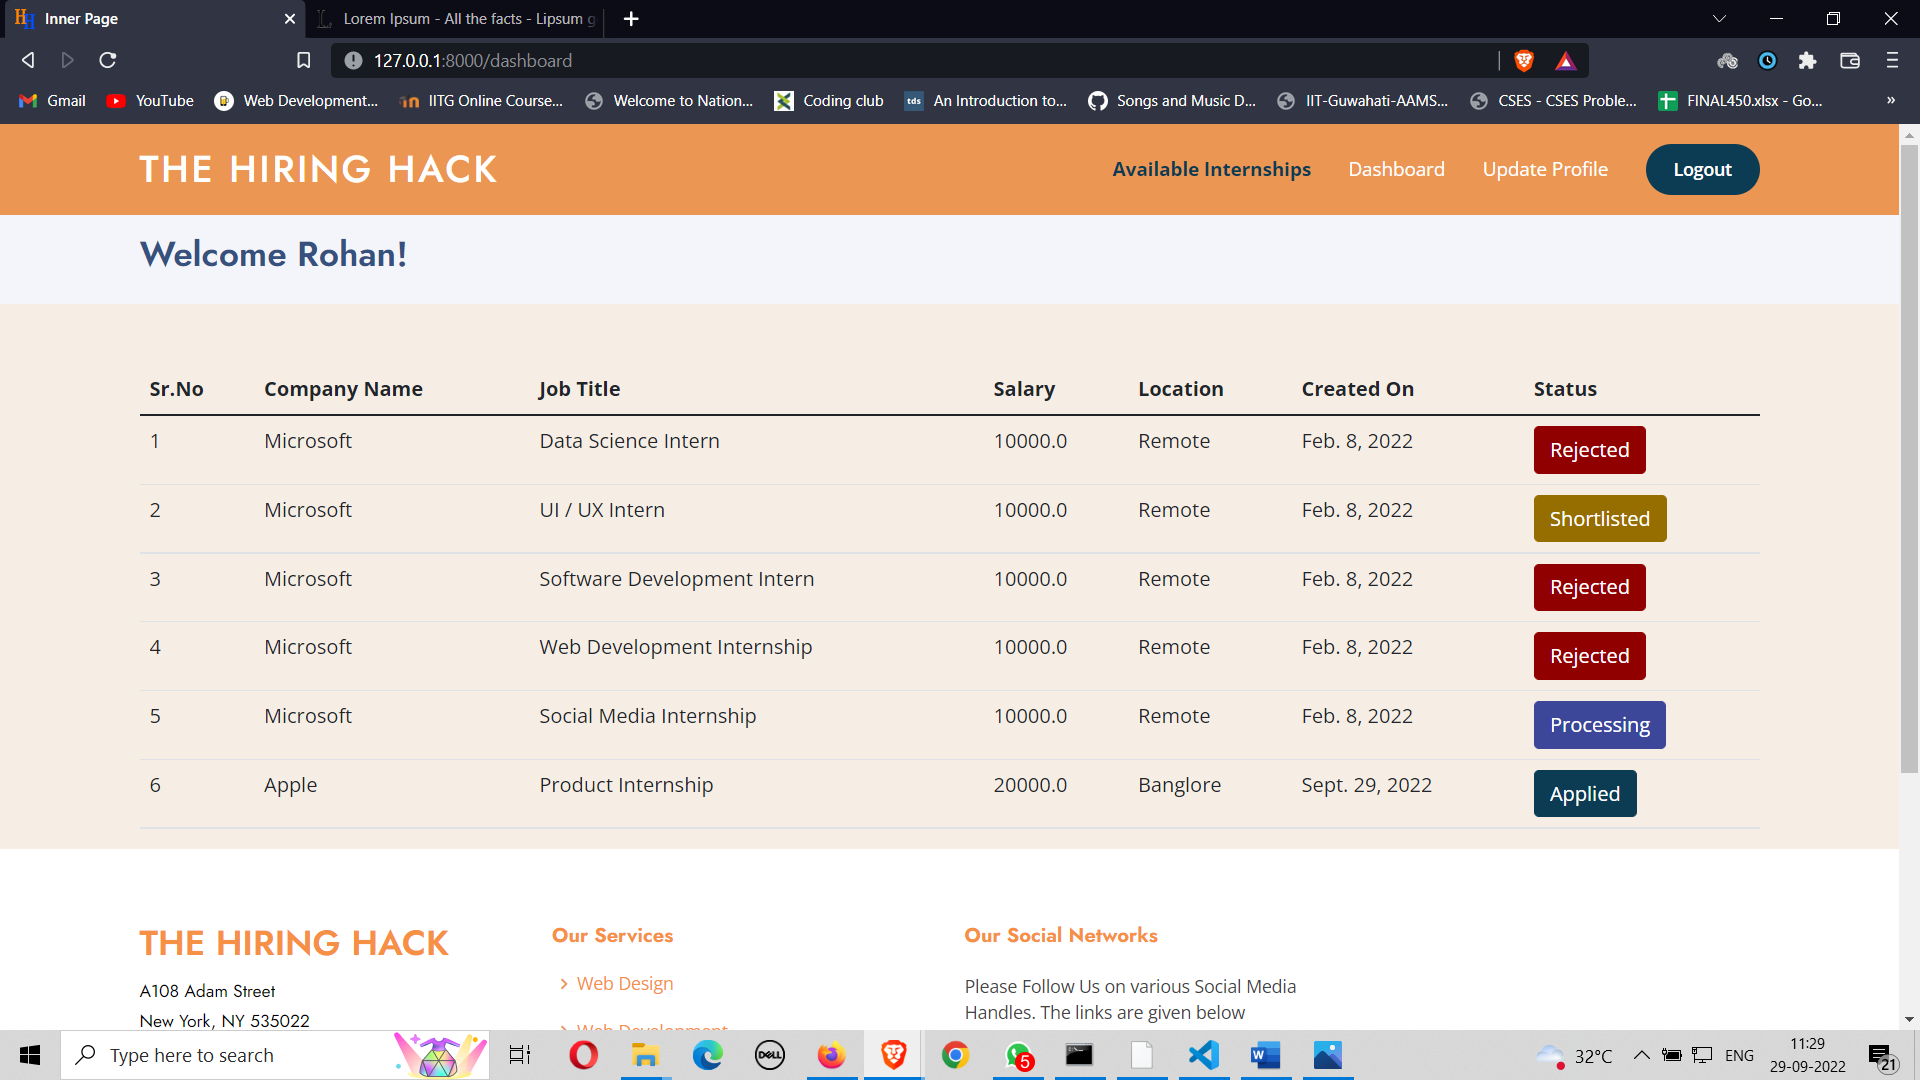 Inner Page
Lorem Ipsum - All the facts - Lipsum g
127.0.0.1:8000/dashboard
Gmail YouTube Web Development... IITG Online Course... Welcome to Nation... Coding club An Introduction to... Songs and Music D... IIT-Guwahati-AAMS... CSES - CSES Proble... FINAL450.xlsx - Go... »
THE HIRING HACK Available Internships Dashboard Update Profile Logout
Welcome Rohan!
Sr.No Company Name Job Title Salary Location Created On Status
1 Microsoft Data Science Intern 10000.0 Remote Feb. 8, 2022 Rejected
2 Microsoft UI / UX Intern 10000.0 Remote Feb. 8, 2022 Shortlisted
3 Microsoft Software Development Intern 10000.0 Remote Feb. 8, 2022 Rejected
4 Microsoft Web Development Internship 10000.0 Remote Feb. 8, 2022 Rejected
5 Microsoft Social Media Internship 10000.0 Remote Feb. 8, 2022 Processing
6 Apple Product Internship 20000.0 Banglore Sept. 29, 2022 Applied
THE HIRING HACK
A108 Adam Street
New York, NY 535022
Our Services
Web Design
Web Development
Our Social Networks
Please Follow Us on various Social Media
Handles. The links are given below
Type here to search
DELL
5
32°C
ENG
11:29
29-09-2022
21